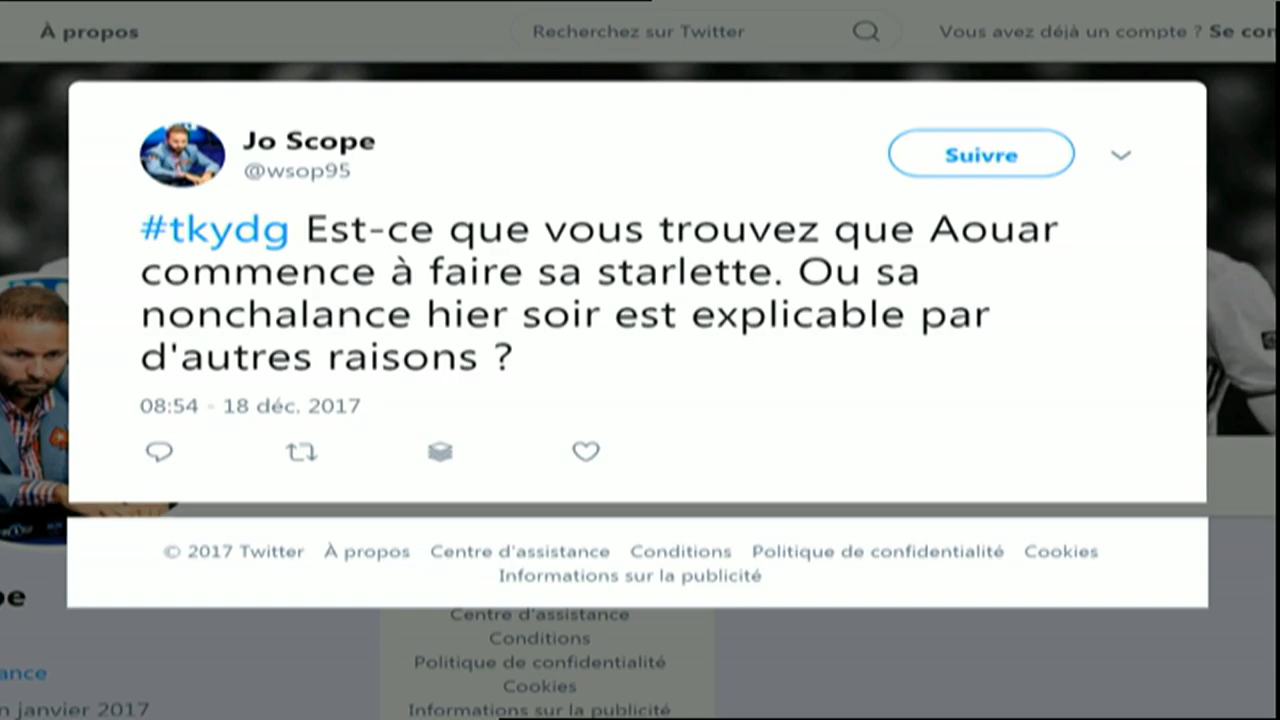 À propos
Recherchez sur Twitter
Vous avez déjà un compte ? Se con
Jo Scope
@wsop95
Suivre
#tkydg Est-ce que vous trouvez que Aouar
commence à faire sa starlette. Ou sa
nonchalance hier soir est explicable par
d'autres raisons ?
08:54 - 18 déc. 2017
© 2017 Twitter À propos Centre d'assistance Conditions Politique de confidentialité Cookies
Informations sur la publicité
pe
Centre d'assistance
Conditions
Politique de confidentialité
ance
Cookies
n janvier 2017
Informations sur la publicité